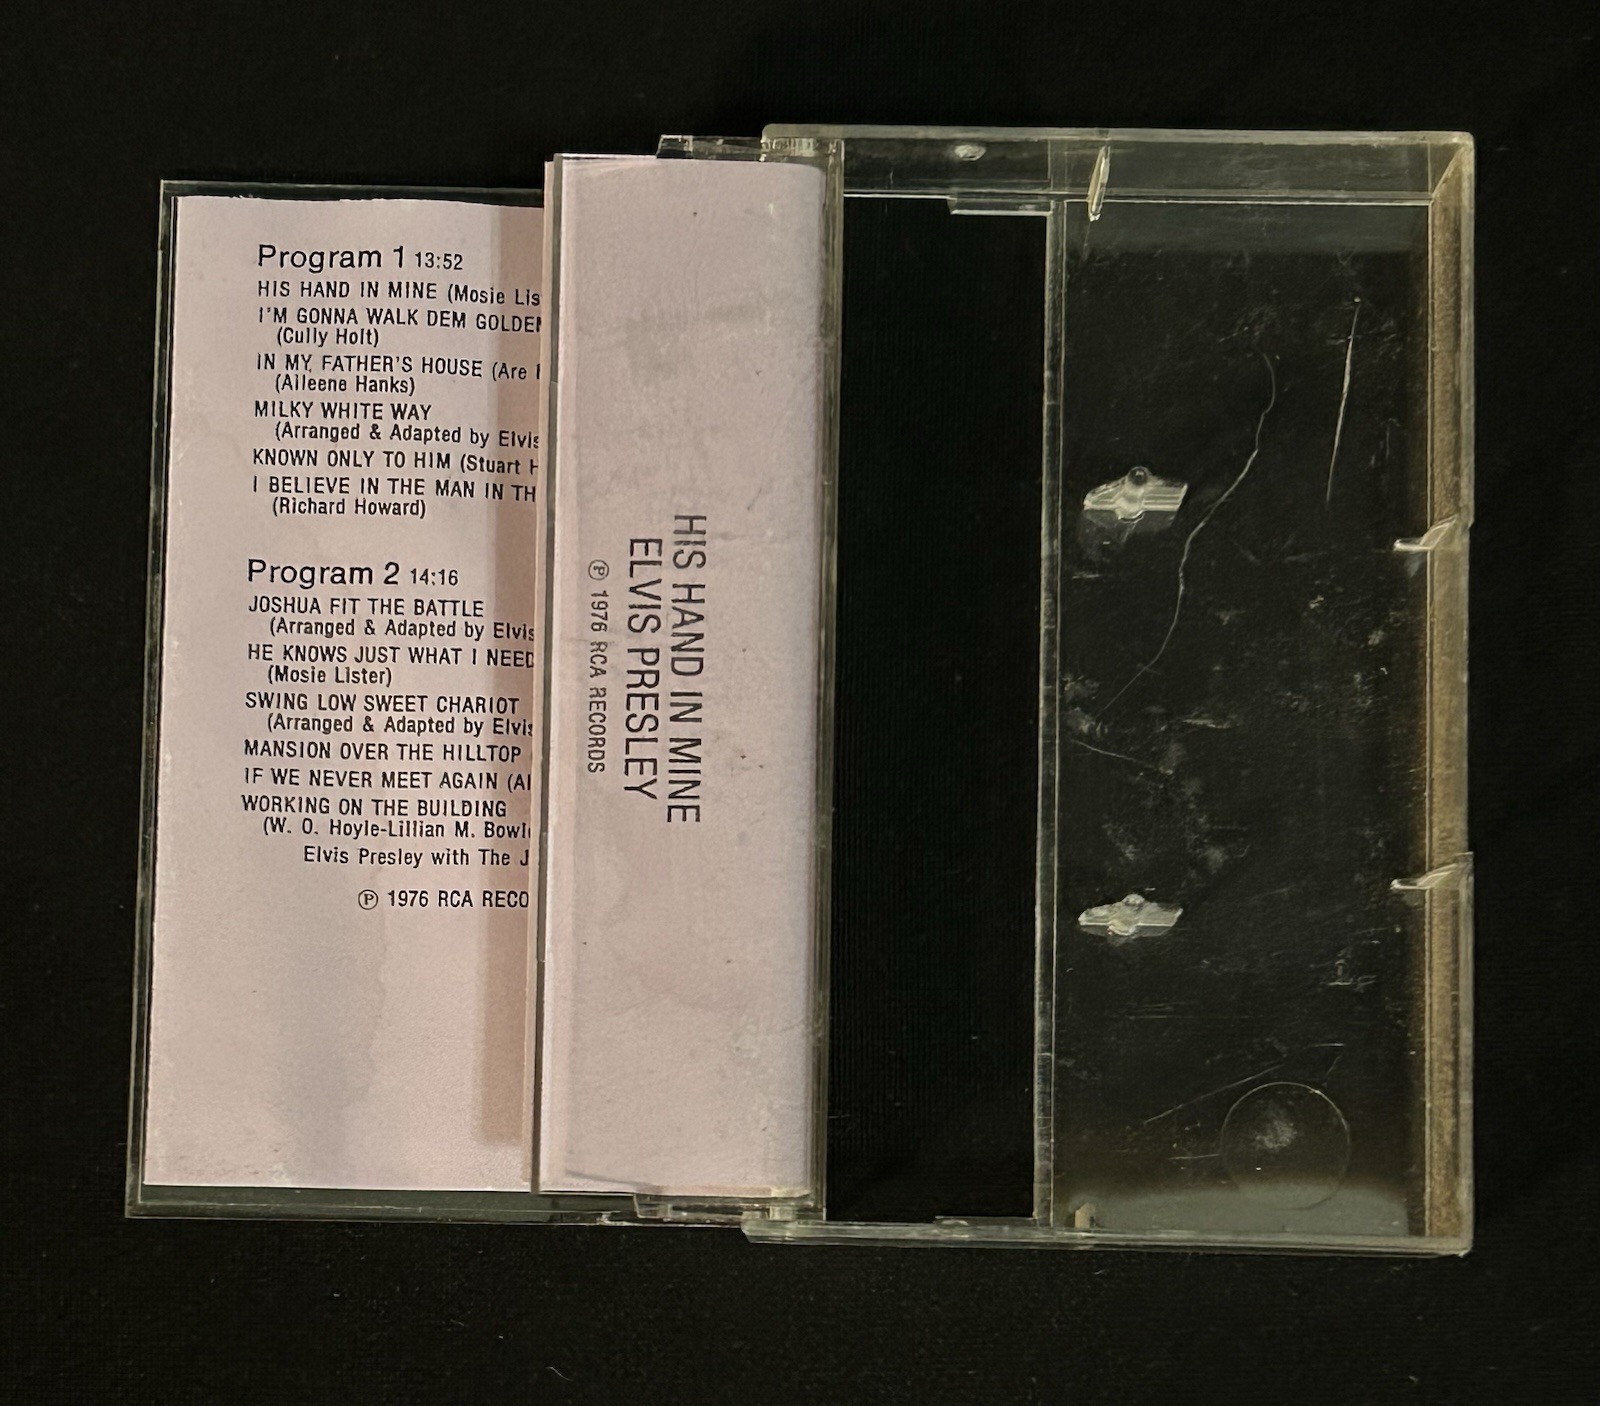 Program 1 13:52
HIS HAND IN MINE (Mosie Lis
I'M GONNA WALK DEM GOLDEN
(Cully Holt)
IN MY FATHER'S HOUSE (Are
(Aileene Hanks)
MILKY WHITE WAY
(Arranged & Adapted by Elvis
KNOWN ONLY TO HIM (Stuart H
I BELIEVE IN THE MAN IN TH
(Richard Howard)
Program 2 14:16
JOSHUA FIT THE BATTLE
(Arranged & Adapted by Elvis
HE KNOWS JUST WHAT I NEED
(Mosie Lister)
SWING LOW SWEET CHARIOT
(Arranged & Adapted by Elvis
MANSION OVER THE HILLTOP
IF WE NEVER MEET AGAIN (Al
WORKING ON THE BUILDING
(W. O. Hoyle-Lillian M. Bowle
Elvis Presley with The J
℗ 1976 RCA RECO
HIS HAND IN MINE
ELVIS PRESLEY
℗ 1976 RCA RECORDS